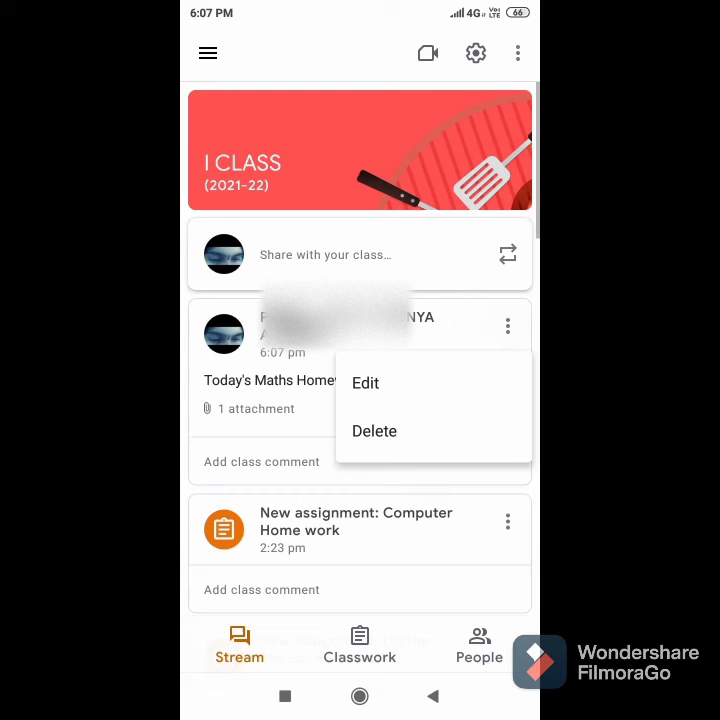 6:07 PM
4G
Vo
LTE
66
I CLASS
(2021-22)
Share with your class...
NYA
6:07 pm
Edit
Today's Maths Home
1 attachment
Delete
Add class comment
New assignment: Computer
Home work
2:23 pm
Add class comment
Stream
Classwork
People
Wondershare
FilmoraGo